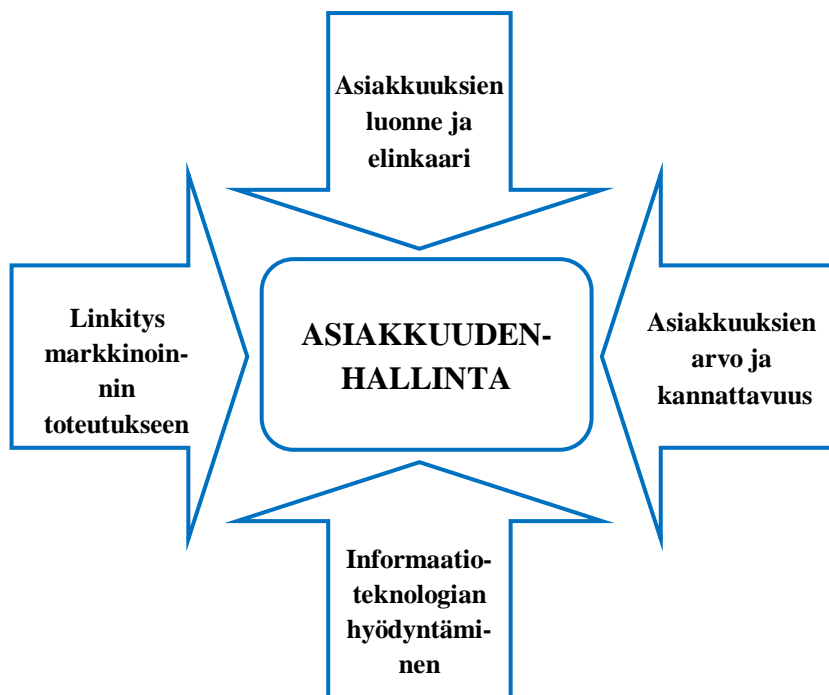 Asiakkuuksien
luonne ja
elinkaari
Linkitys
markkinoin-
nin
toteutukseen
ASIAKKUUDEN-
HALLINTA
Asiakkuuksien
arvo ja
kannattavuus
Informaatio-
teknologian
hyödyntämi-
nen